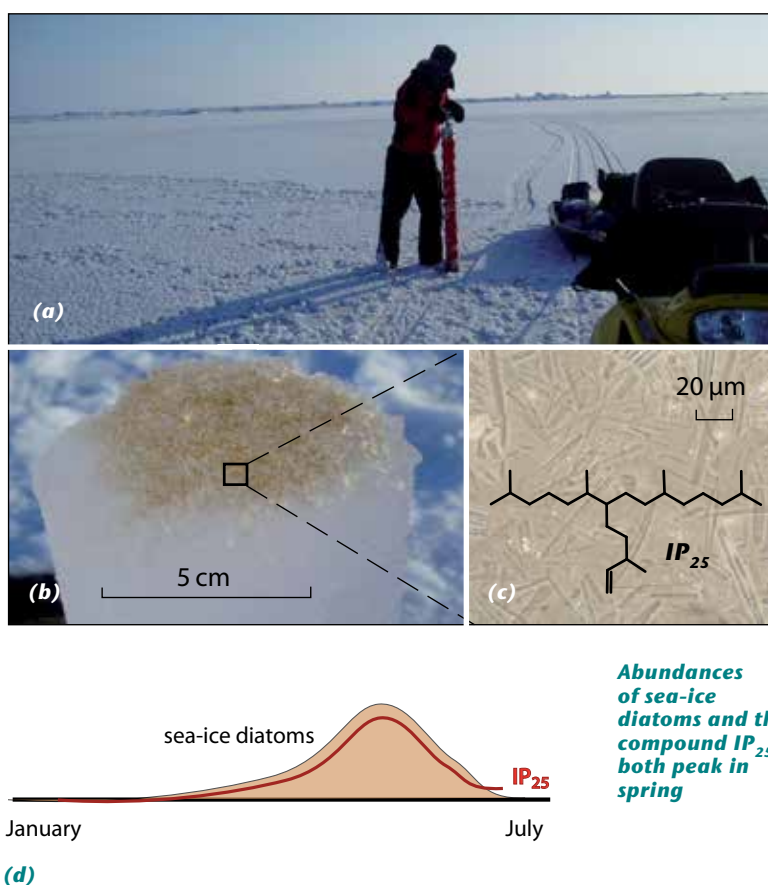 (a)
20 µm
5 cm
(b)
IP25
(c)
Abundances
of sea-ice
diatoms and th
compound IP25
both peak in
spring
sea-ice diatoms
IP25
January
July
(d)